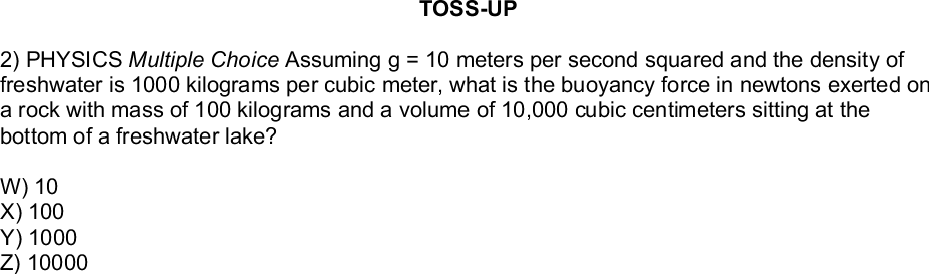 TOSS-UP
2) PHYSICS Multiple Choice Assuming g = 10 meters per second squared and the density of
freshwater is 1000 kilograms per cubic meter, what is the buoyancy force in newtons exerted on
a rock with mass of 100 kilograms and a volume of 10,000 cubic centimeters sitting at the
bottom of a freshwater lake?
W) 10
X) 100
Y) 1000
Z) 10000